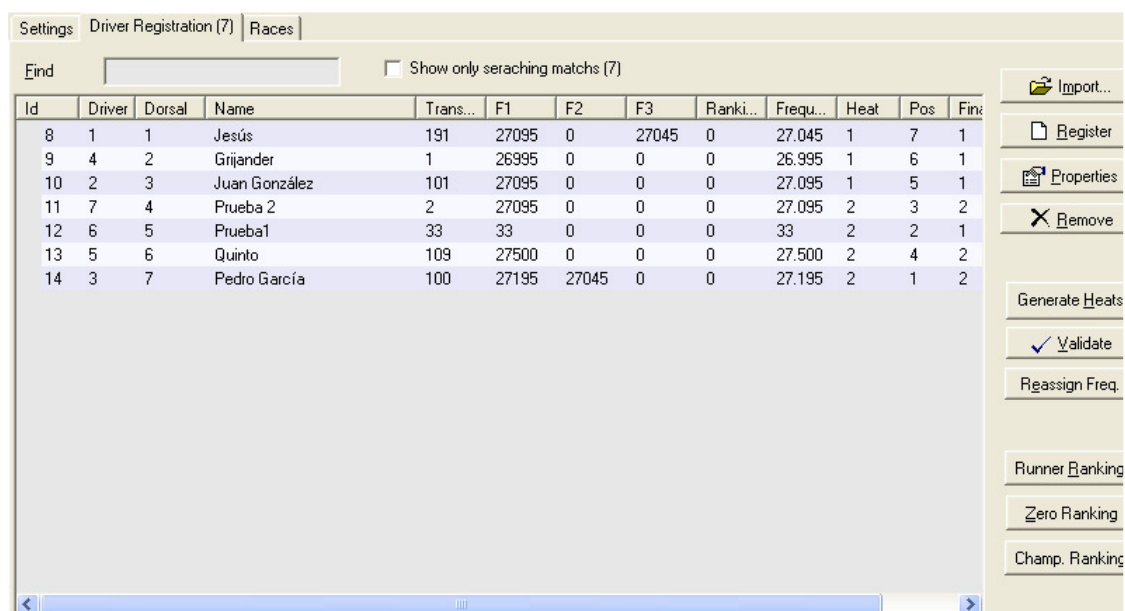 Settings Driver Registration (7) Races
Find Show only seraching matchs (7)
Id Driver Dorsal Name Trans... F1 F2 F3 Ranki... Frequ... Heat Pos Fina
8 1 1 Jesús 191 27095 0 27045 0 27.045 1 7 1
9 4 2 Grijander 1 26995 0 0 0 26.995 1 6 1
10 2 3 Juan González 101 27095 0 0 0 27.095 1 5 1
11 7 4 Prueba 2 2 27095 0 0 0 27.095 2 3 2
12 6 5 Prueba1 33 33 0 0 0 33 2 2 1
13 5 6 Quinto 109 27500 0 0 0 27.500 2 4 2
14 3 7 Pedro García 100 27195 27045 0 0 27.195 2 1 2
Import...
Register
Properties
Remove
Generate Heats
Validate
Reassign Freq.
Runner Ranking
Zero Ranking
Champ. Ranking